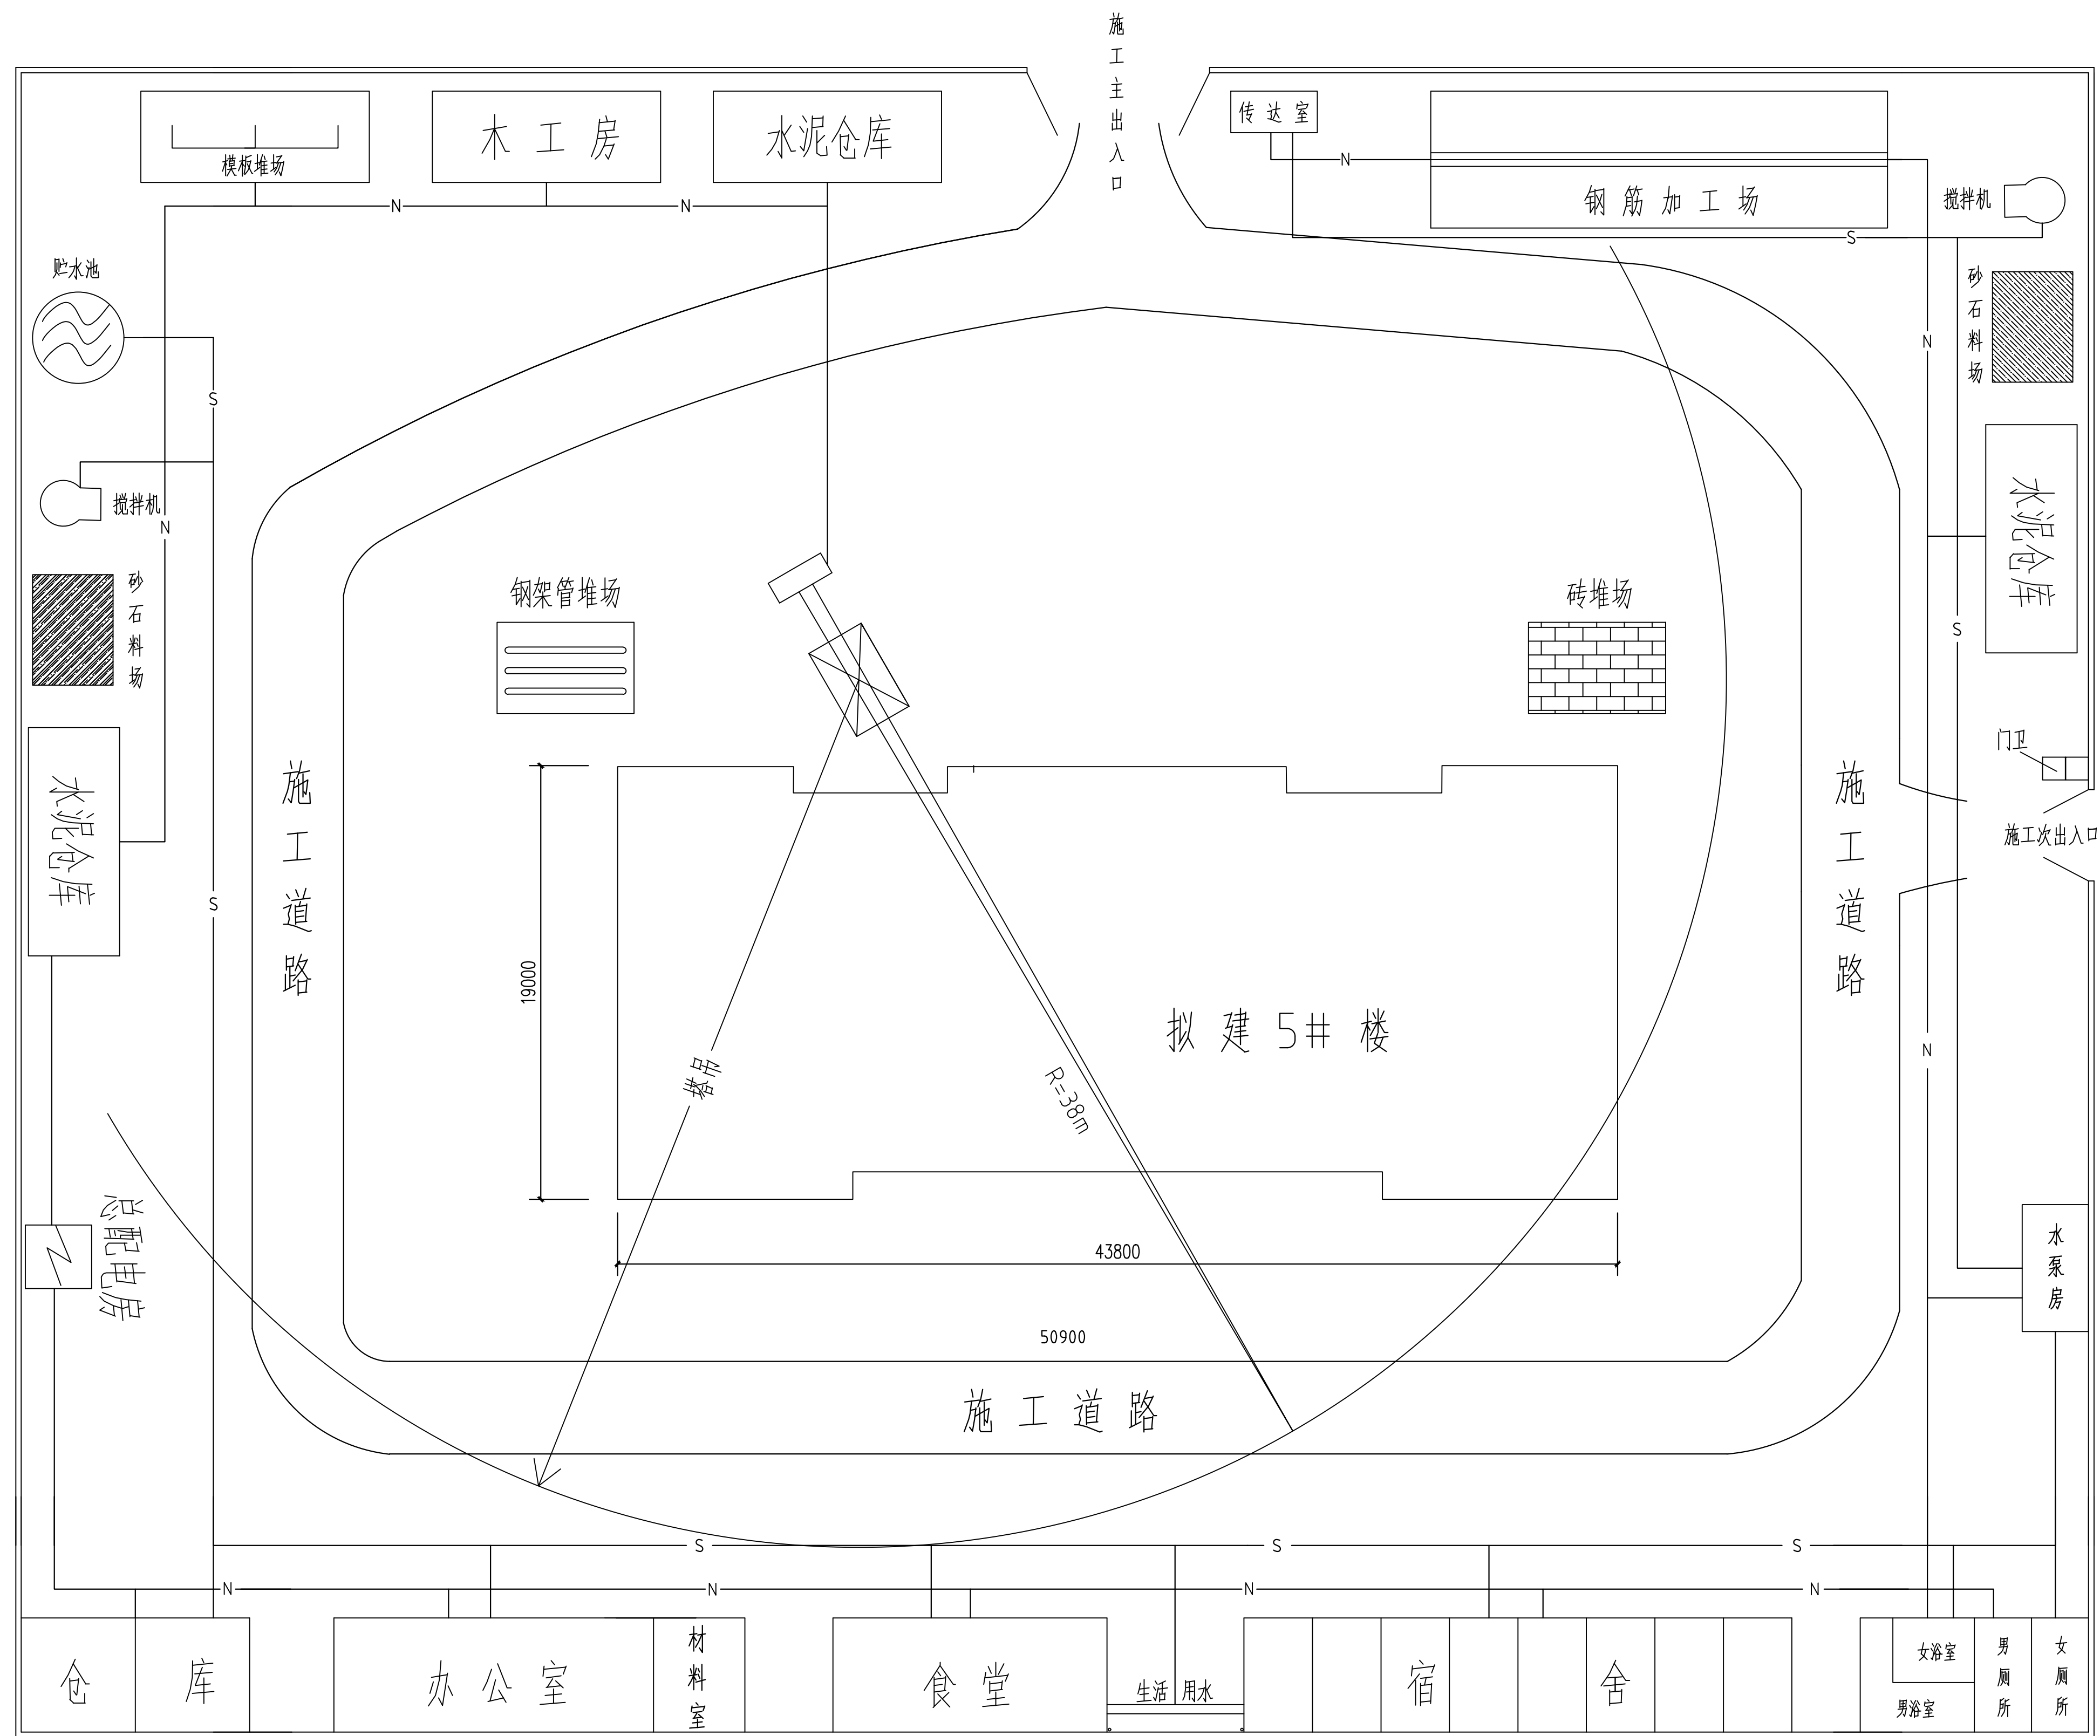 施工主出入口
模板堆场
木工房
水泥仓库
传达室
N
N
N
钢筋加工场
搅拌机
S
贮水池
砂石料场
N
S
搅拌机
N
水泥仓库
砂石料场
钢架管堆场
砖堆场
S
门卫
水泥仓库
施工道路
施工道路
施工次出入口
S
19000
拟建5#楼
塔吊
R=38m
N
总配电房
水泵房
43800
50900
施工道路
S
S
S
N
N
N
N
仓库
办公室
材料室
食堂
生活用水
宿舍
女浴室
男浴室
男厕所
女厕所